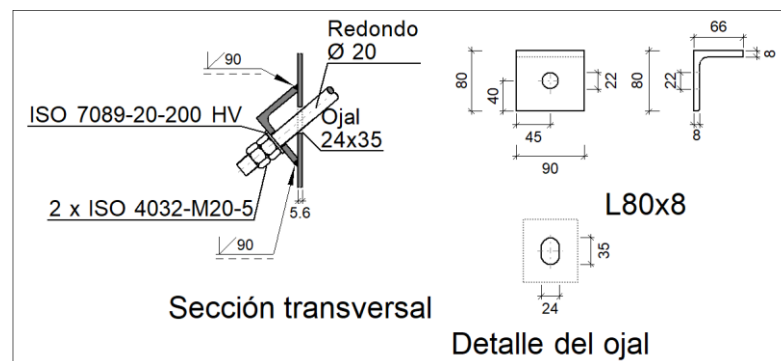 90
Redondo
Ø 20
ISO 7089-20-200 HV
Ojal
24x35
2 x ISO 4032-M20-5
5.6
90
Sección transversal
80
40
22
45
90
66
8
80
22
8
L80x8
35
24
Detalle del ojal